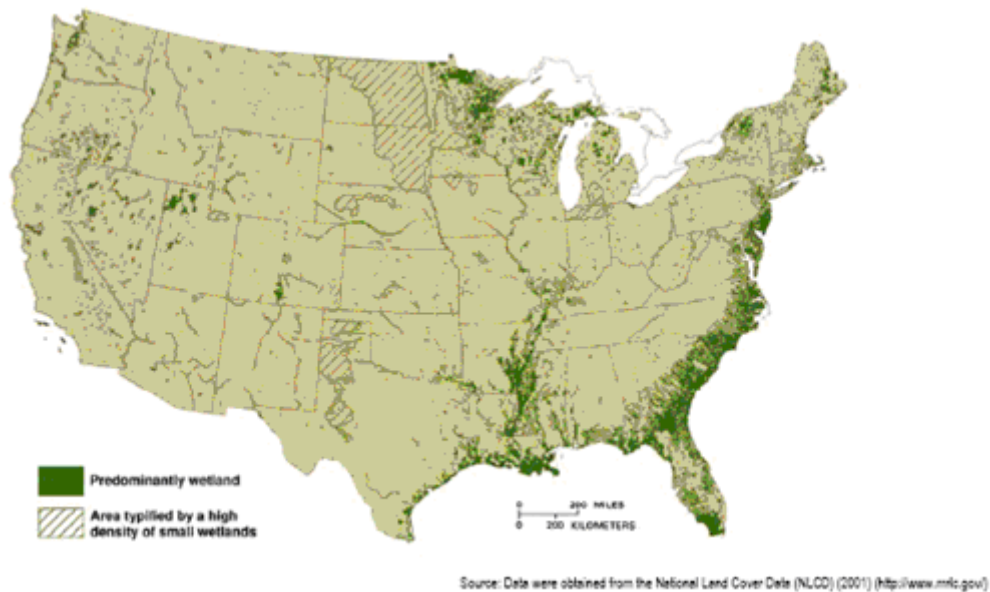 Predominantly wetland
Area typified by a high
density of small wetlands
0 200 MILES
0 200 KILOMETERS
Source: Data were obtained from the National Land Cover Data (NLCD) (2001) (http://www.mrlc.gov/)